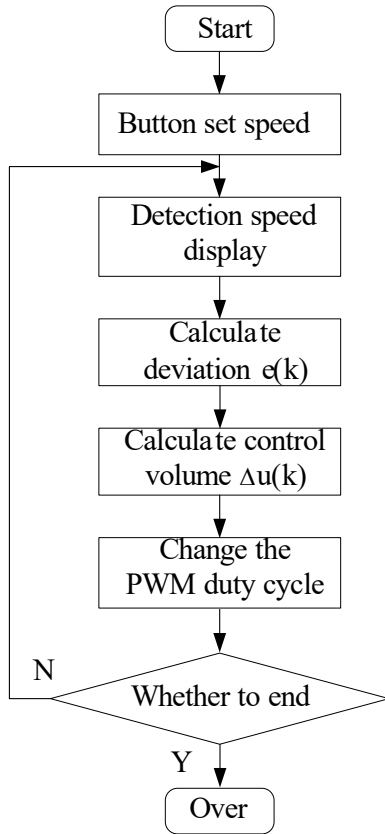 Start
Button set speed
Detection speed
display
Calculate
deviation e(k)
Calculate control
volume Δu(k)
Change the
PWM duty cycle
N
Whether to end
Y
Over